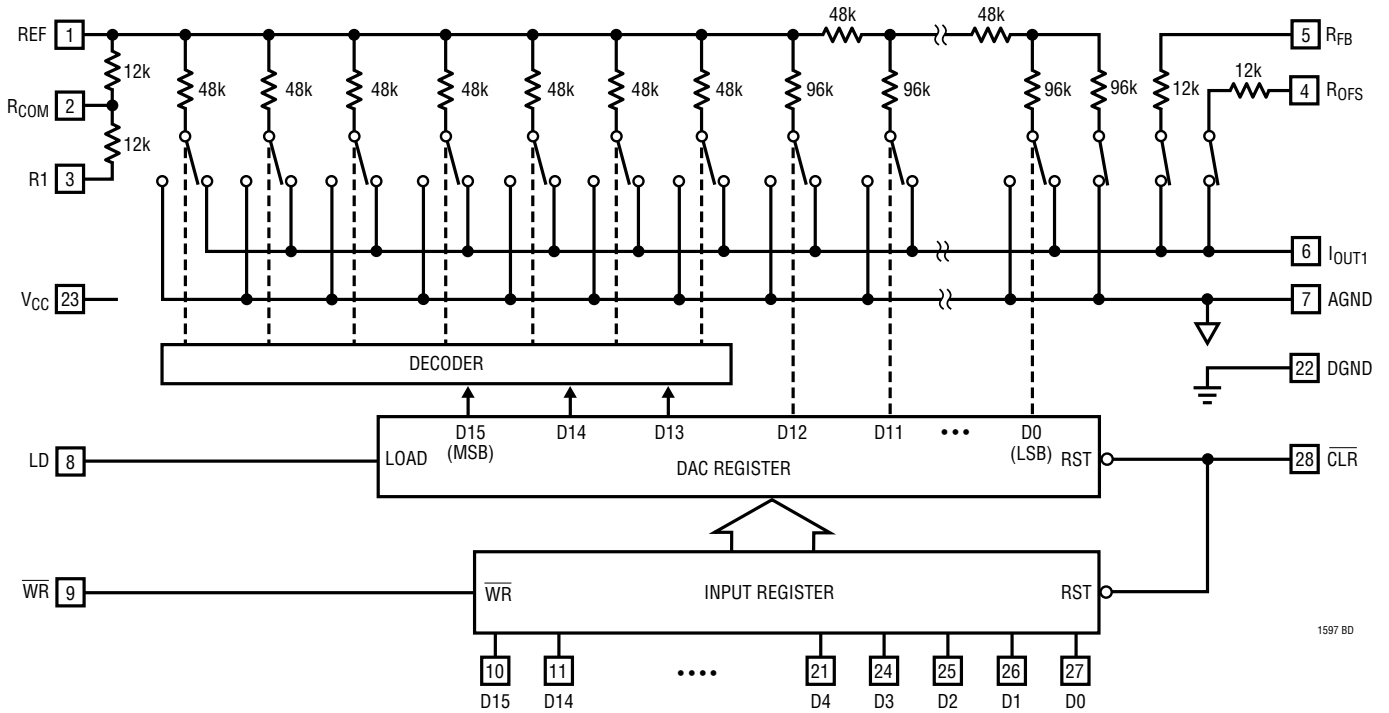 48k 48k
REF 1 5 RFB
12k 48k 48k 48k 48k 48k 48k 48k 96k 96k 96k 96k 12k 12k 4 ROFS
RCOM 2
12k
R1 3
6 IOUT1
VCC 23 7 AGND
DECODER
22 DGND
D15 D14 D13 D12 D11 ••• D0
(MSB) (LSB)
LD 8 LOAD DAC REGISTER RST 28 CLR
WR 9 WR INPUT REGISTER RST
1597 BD
10 11 •••• 21 24 25 26 27
D15 D14 D4 D3 D2 D1 D0